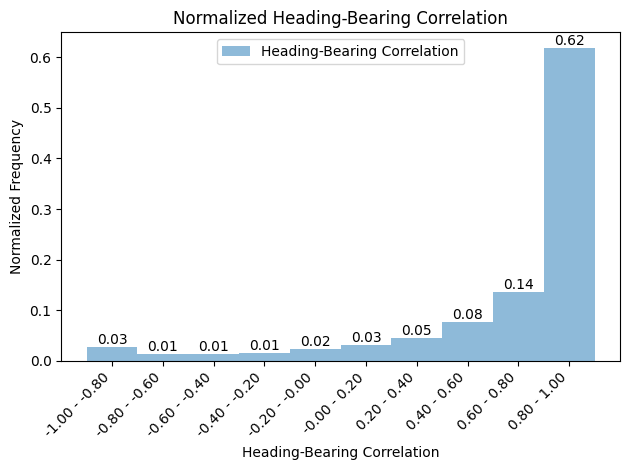 Normalized Heading-Bearing Correlation
Heading-Bearing Correlation
Normalized Frequency
0.6
0.5
0.4
0.3
0.2
0.1
0.0
0.03
0.01
0.01
0.01
0.02
0.03
0.05
0.08
0.14
0.62
-1.00 - -0.80
-0.80 - -0.60
-0.60 - -0.40
-0.40 - -0.20
-0.20 - -0.00
-0.00 - 0.20
0.20 - 0.40
0.40 - 0.60
0.60 - 0.80
0.80 - 1.00
Heading-Bearing Correlation